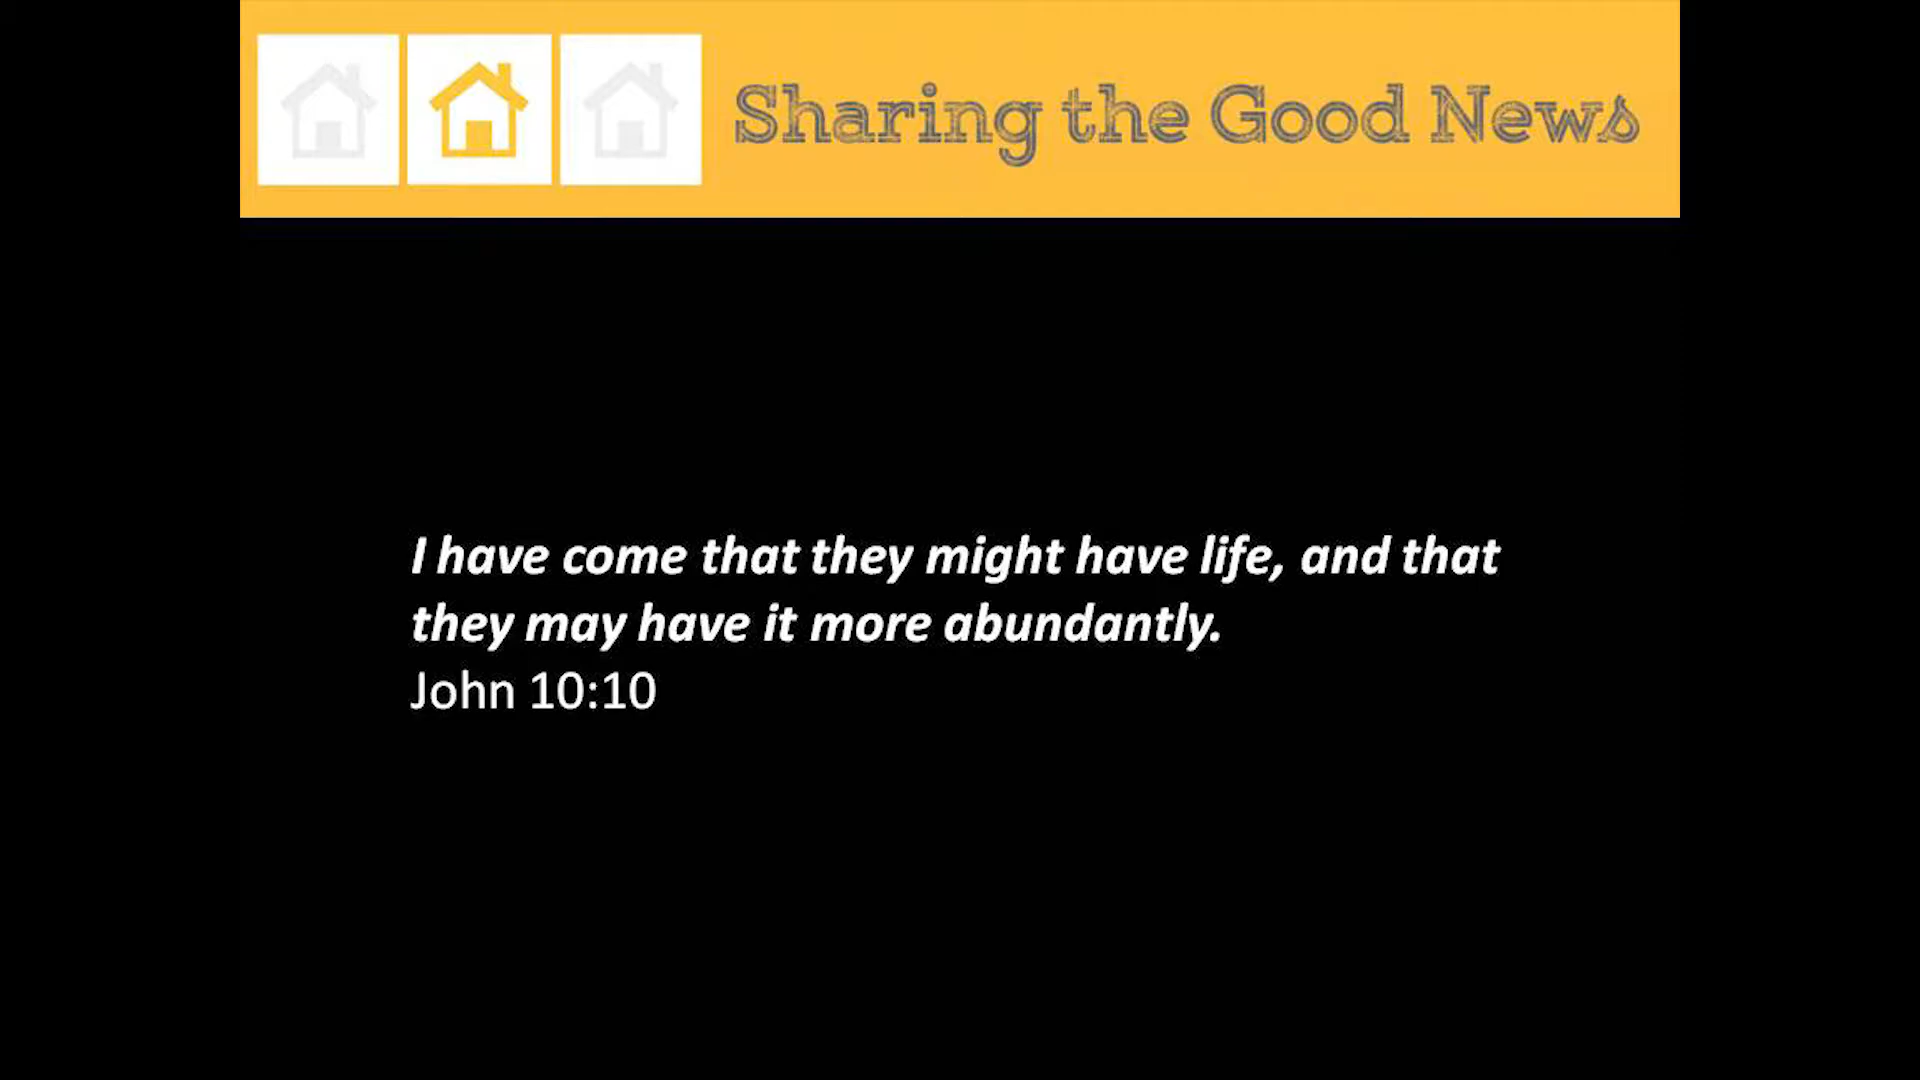 Sharing the Good News
I have come that they might have life, and that
they may have it more abundantly.
John 10:10